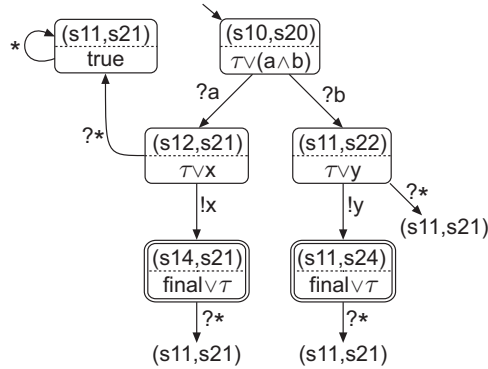 (s11,s21)
true
*
(s10,s20)
τ∨(a∧b)
?a
?b
?*
(s12,s21)
τ∨x
(s11,s22)
τ∨y
?*
(s11,s21)
!x
!y
(s14,s21)
final∨τ
(s11,s24)
final∨τ
?*
?*
(s11,s21)
(s11,s21)